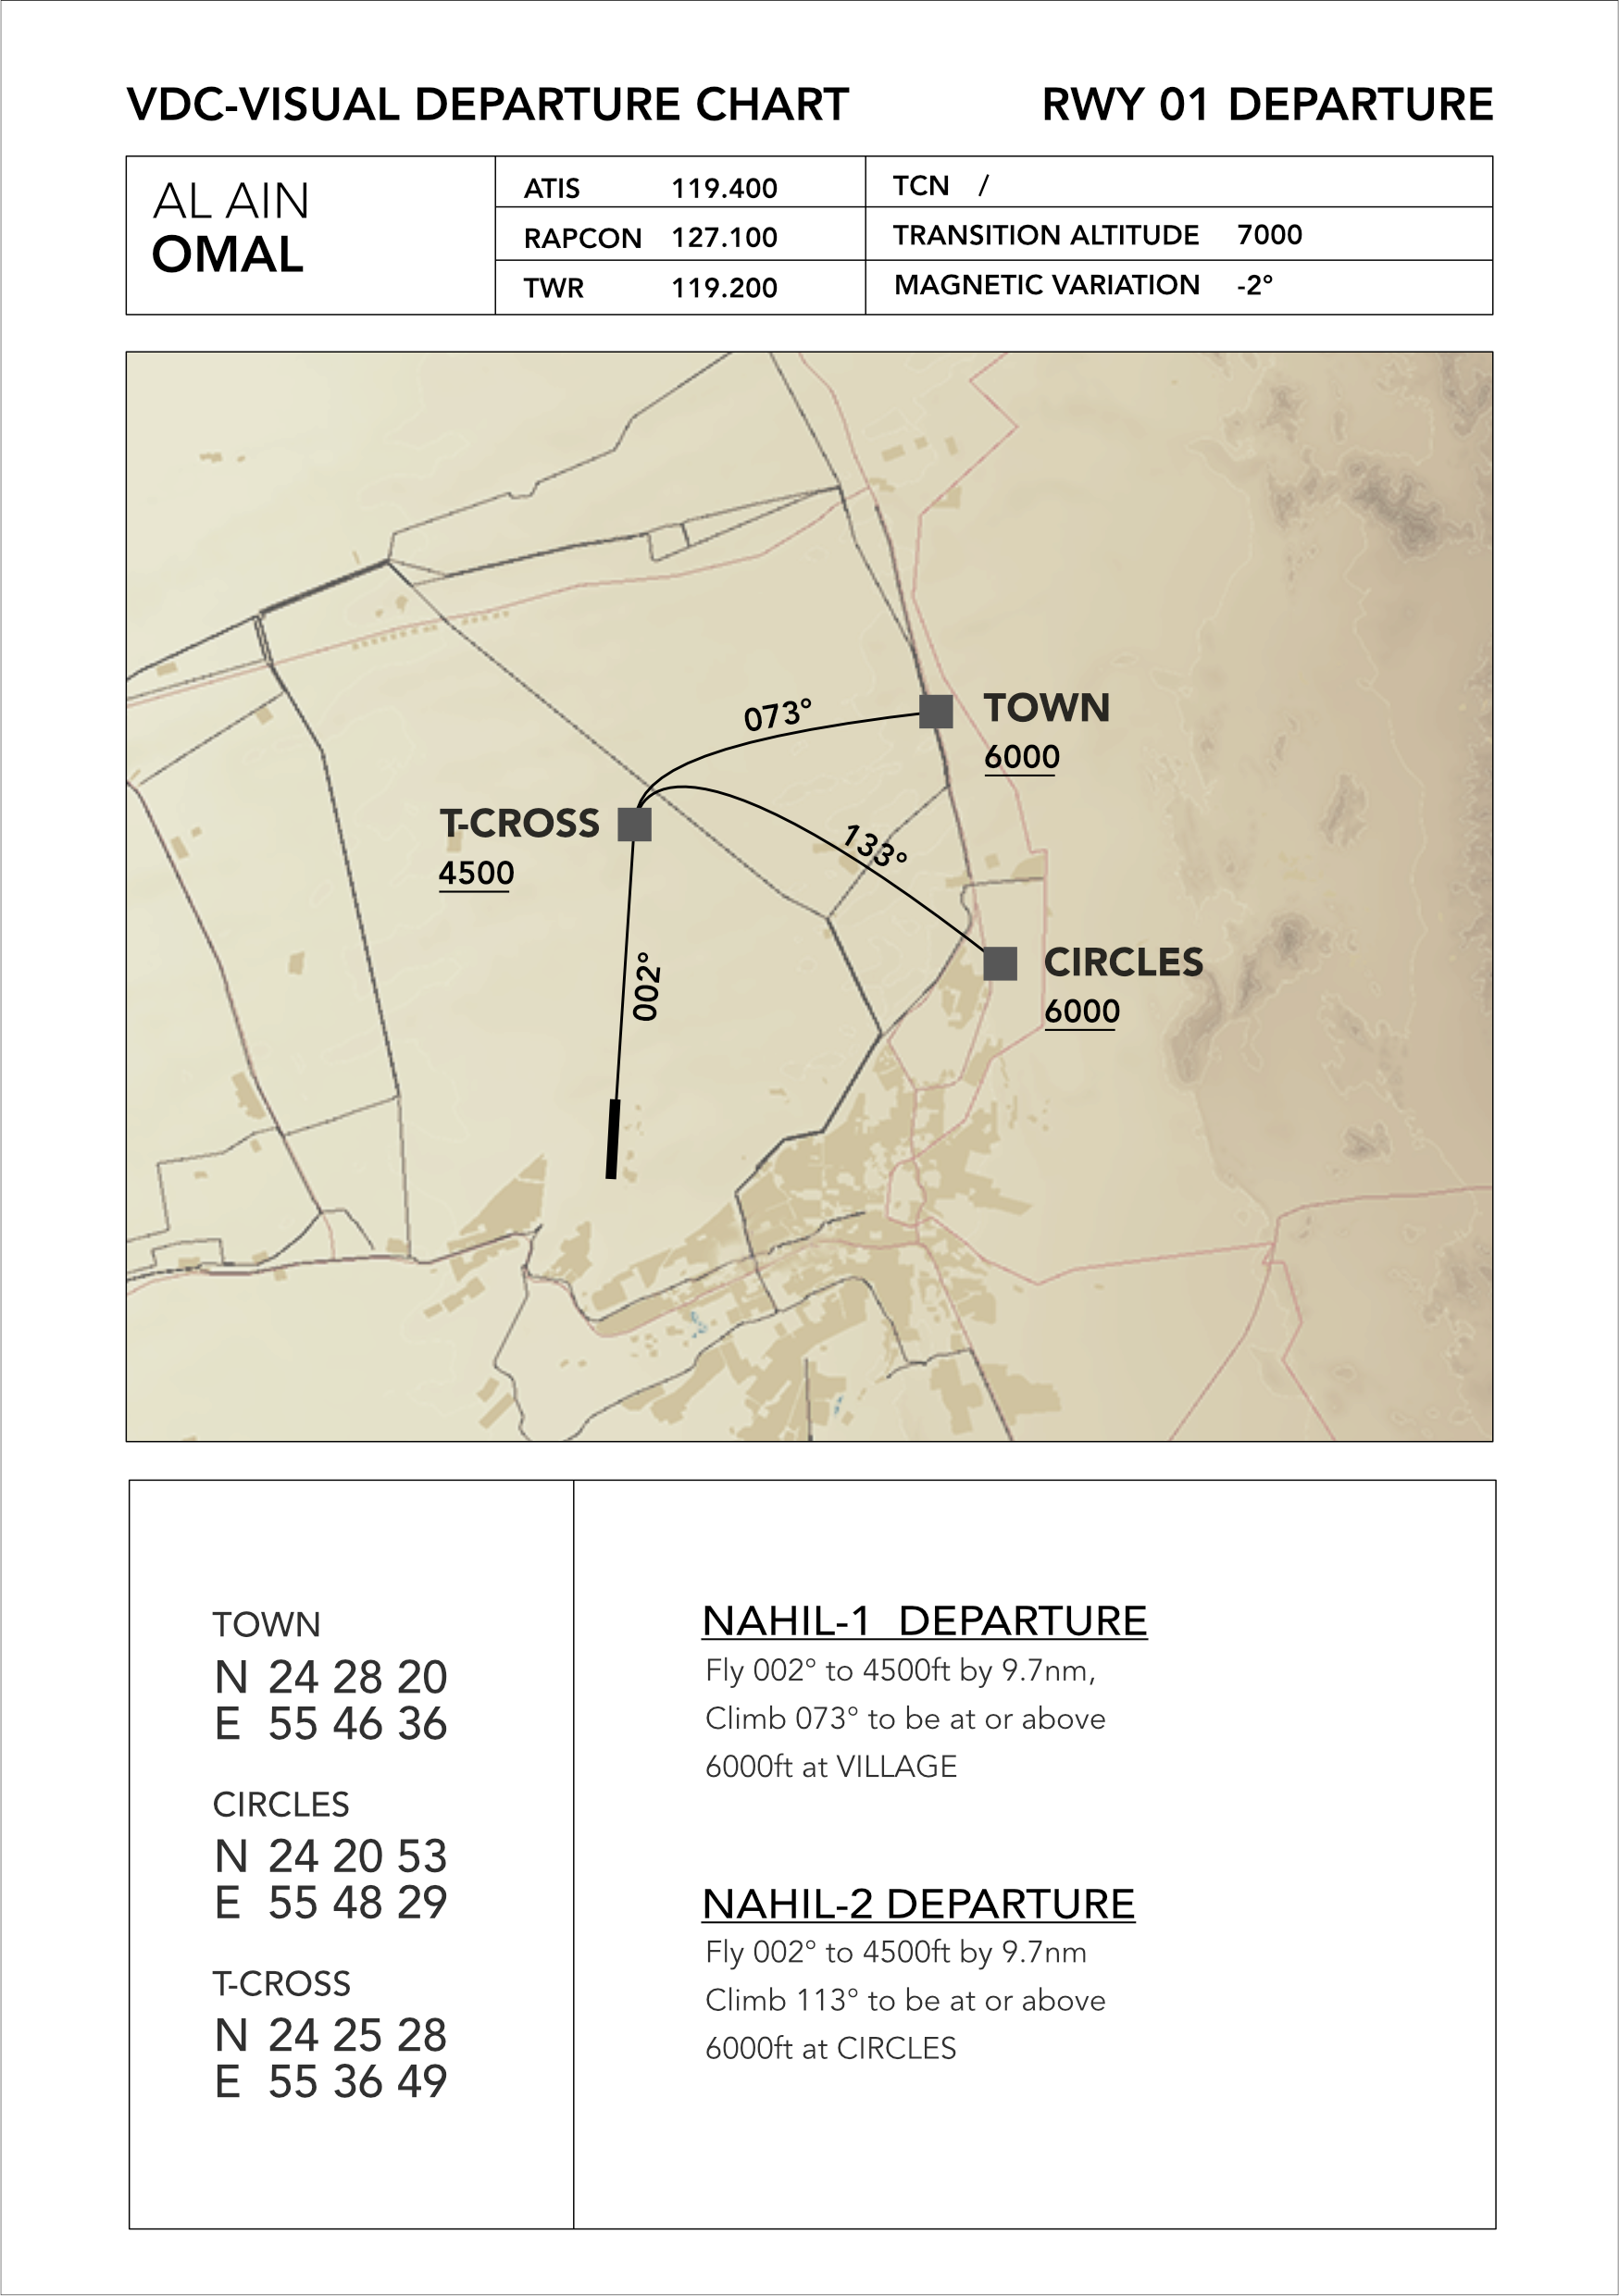 VDC-VISUAL DEPARTURE CHART
RWY 01 DEPARTURE
AL AIN
OMAL
ATIS 119.400
RAPCON 127.100
TWR 119.200
TCN /
TRANSITION ALTITUDE 7000
MAGNETIC VARIATION -2°
073°
TOWN
6000
T-CROSS
4500
133°
CIRCLES
6000
002°
TOWN
N 24 28 20
E 55 46 36
CIRCLES
N 24 20 53
E 55 48 29
T-CROSS
N 24 25 28
E 55 36 49
NAHIL-1 DEPARTURE
Fly 002° to 4500ft by 9.7nm,
Climb 073° to be at or above
6000ft at VILLAGE
NAHIL-2 DEPARTURE
Fly 002° to 4500ft by 9.7nm
Climb 113° to be at or above
6000ft at CIRCLES